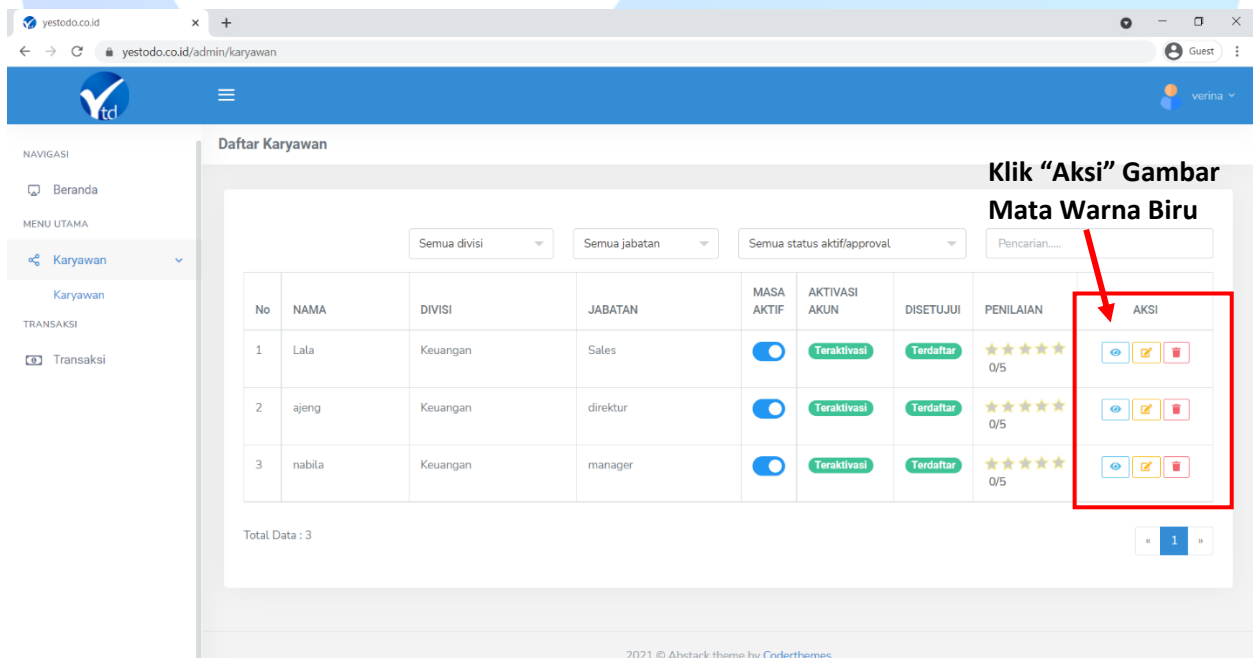 yestodo.co.id
yestodo.co.id/admin/karyawan
Guest
Ytd
verina
NAVIGASI
Beranda
MENU UTAMA
Karyawan
Karyawan
TRANSAKSI
Transaksi
Daftar Karyawan
Klik “Aksi” Gambar
Mata Warna Biru
Semua divisi
Semua jabatan
Semua status aktif/approval
Pencarian.....
No NAMA DIVISI JABATAN MASA AKTIF AKTIVASI AKUN DISETUJUI PENILAIAN AKSI
1 Lala Keuangan Sales Teraktivasi Terdaftar 0/5
2 ajeng Keuangan direktur Teraktivasi Terdaftar 0/5
3 nabila Keuangan manager Teraktivasi Terdaftar 0/5
Total Data : 3
« 1 »
2021 © Abstack theme by Coderthemes